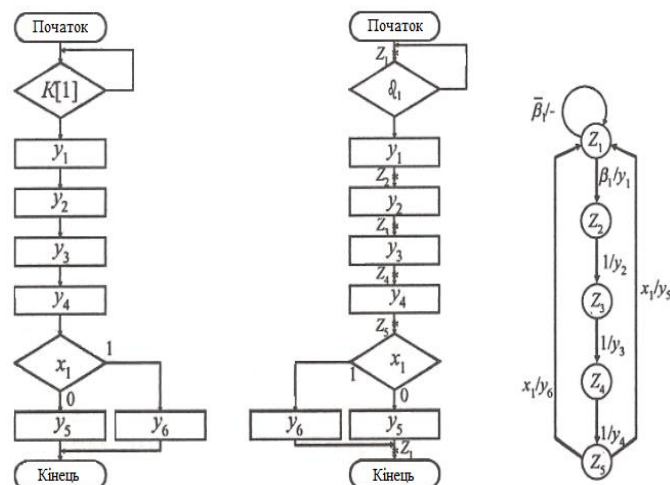 Початок
K[1]
y₁
y₂
y₃
y₄
x₁
1
0
y₅
y₆
Кінець
Початок
Z₁
y₁
Z₂
y₂
Z₃
y₃
Z₄
y₄
Z₅
x₁
1
0
y₆
y₅
Z₁
Кінець
β̅₁/-
Z₁
β₁/y₁
Z₂
1/y₂
Z₃
x₁/y₅
1/y₃
x₁/y₆
Z₄
1/y₄
Z₅